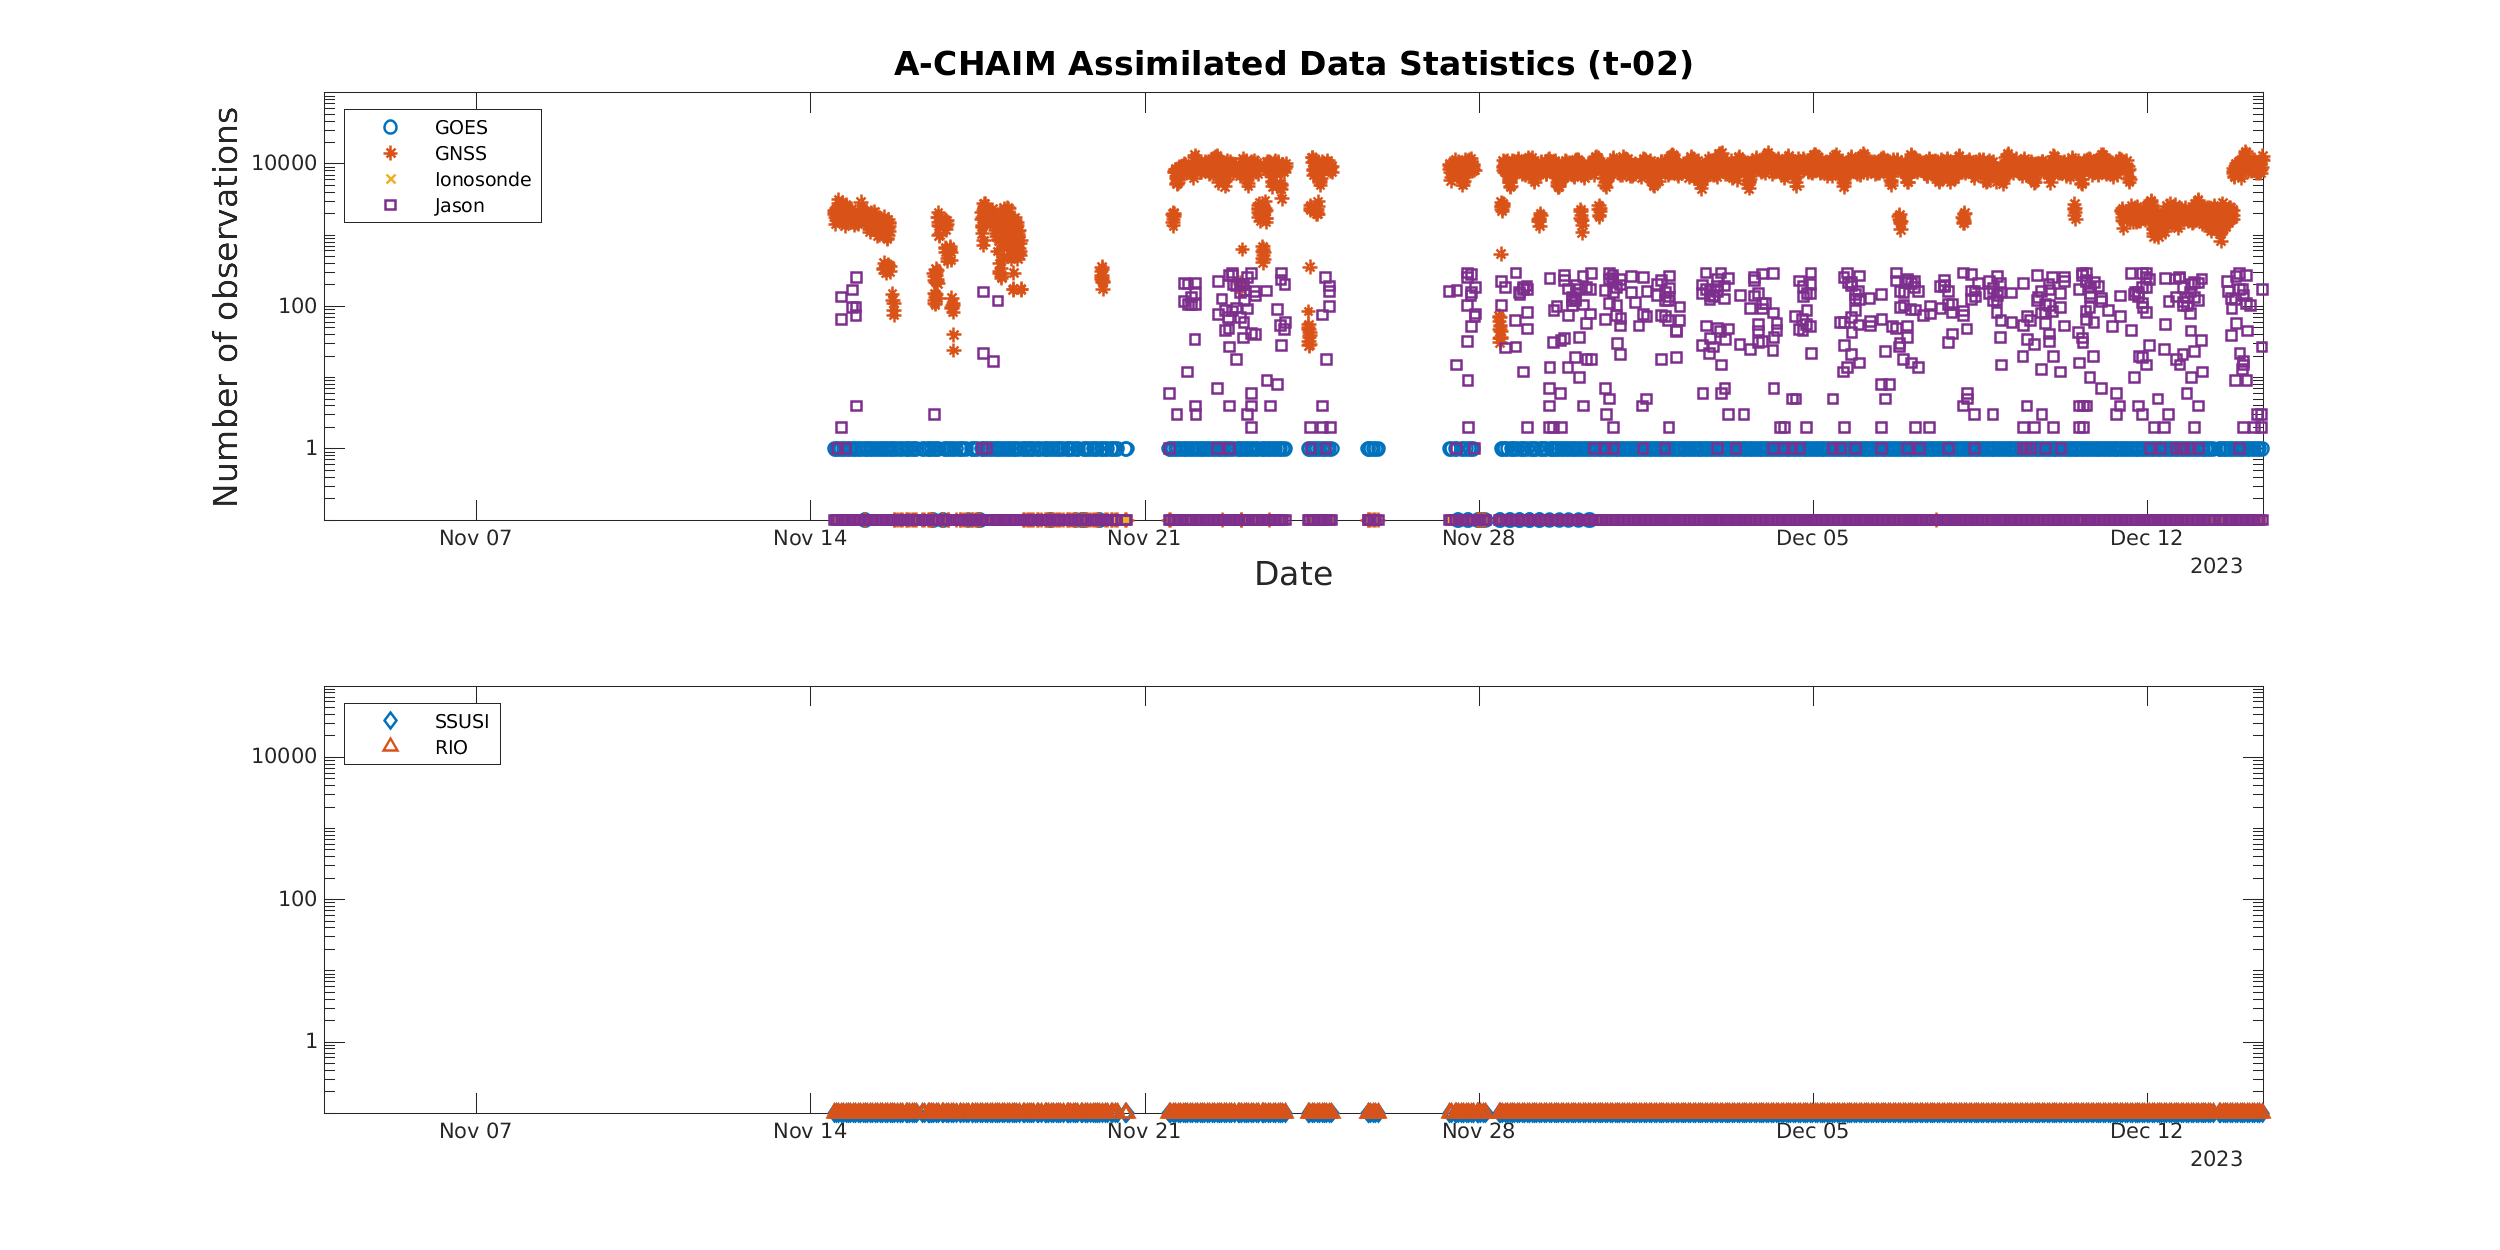 A-CHAIM Assimilated Data Statistics (t-02)
Number of observations
10000
100
1
GOES
GNSS
Ionosonde
Jason
Nov 07
Nov 14
Nov 21
Nov 28
Dec 05
Dec 12
2023
Date
10000
100
1
SSUSI
RIO
Nov 07
Nov 14
Nov 21
Nov 28
Dec 05
Dec 12
2023